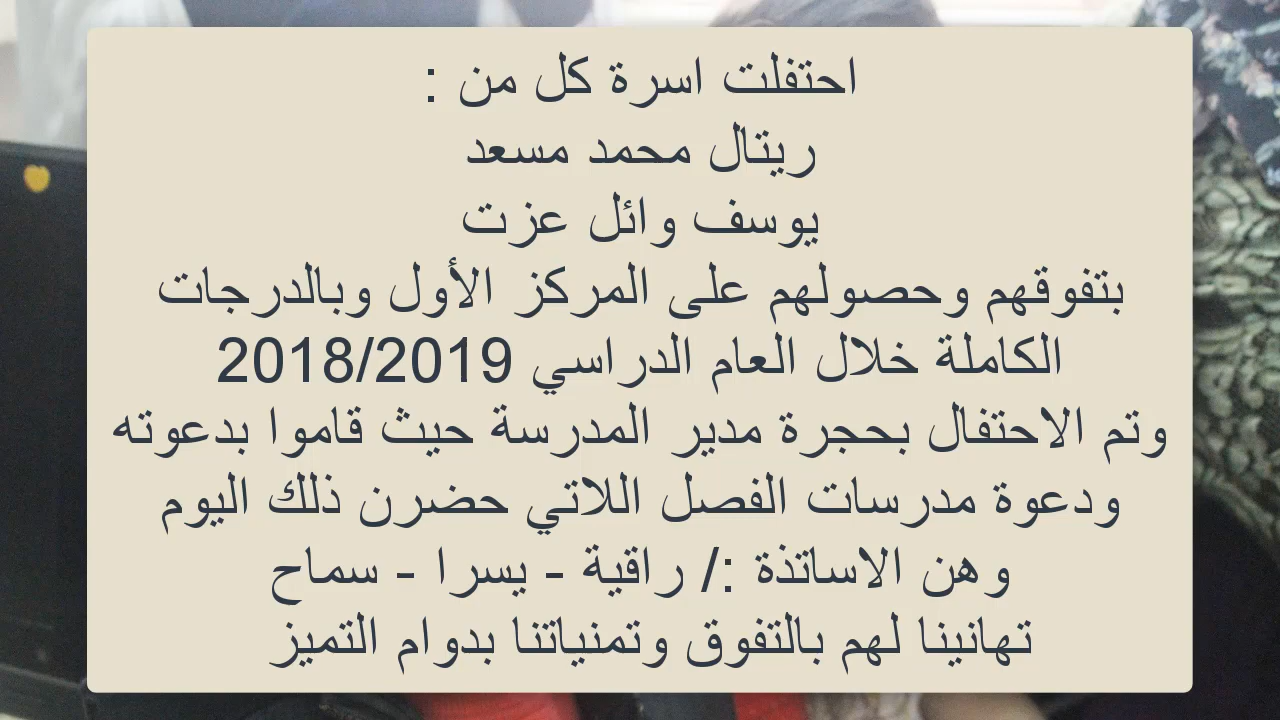 احتفلت اسرة كل من :
ريتال محمد مسعد
يوسف وائل عزت
بتفوقهم وحصولهم على المركز الأول وبالدرجات
الكاملة خلال العام الدراسي 2018/2019
وتم الاحتفال بحجرة مدير المدرسة حيث قاموا بدعوته
ودعوة مدرسات الفصل اللاتي حضرن ذلك اليوم
وهن الاساتذة :/ راقية - يسرا - سماح
تهانينا لهم بالتفوق وتمنياتنا بدوام التميز